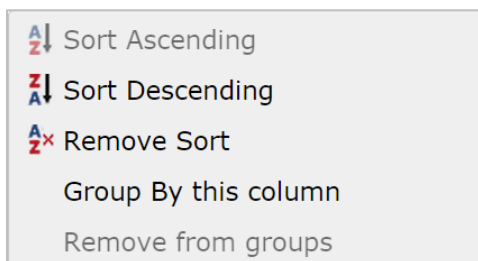 Sort Ascending
Sort Descending
Remove Sort
Group By this column
Remove from groups